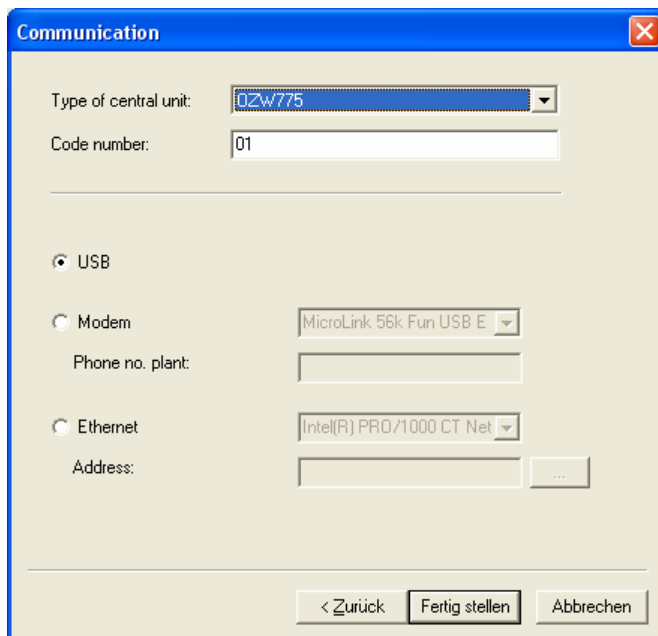 Communication
Type of central unit: OZW775
Code number: 01
USB
Modem MicroLink 56k Fun USB E
Phone no. plant:
Ethernet Intel(R) PRO/1000 CT Net
Address: ...
< Zurück Fertig stellen Abbrechen